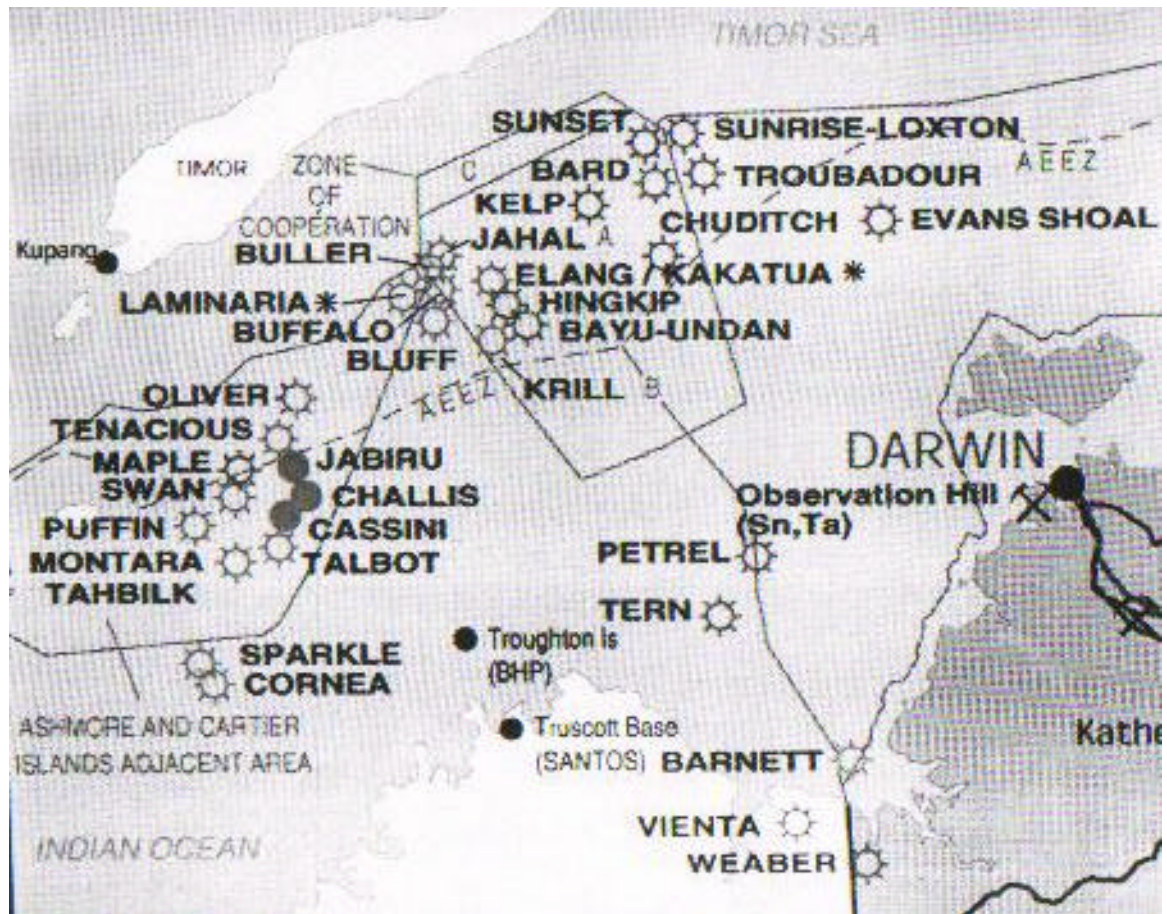 TIMOR SEA
SUNSET
SUNRISE-LOXTON
AEEZ
TIMOR
ZONE
OF
COOPERATION
C
BARD
TROUBADOUR
KELP
CHUDITCH
EVANS SHOAL
Kupang
BULLER
JAHAL
A
ELANG / KAKATUA *
LAMINARIA *
HINGKIP
BUFFALO
BAYU-UNDAN
BLUFF
KRILL
B
AEEZ
OLIVER
TENACIOUS
MAPLE
JABIRU
SWAN
CHALLIS
PUFFIN
CASSINI
MONTARA
TALBOT
TAHBILK
DARWIN
Observation Hill
(Sn,Ta)
PETREL
TERN
SPARKLE
CORNEA
Troughton Is
(BHP)
ASHMORE AND CARTIER
ISLANDS ADJACENT AREA
Truscott Base
(SANTOS)
BARNETT
Kathe
VIENTA
WEABER
INDIAN OCEAN